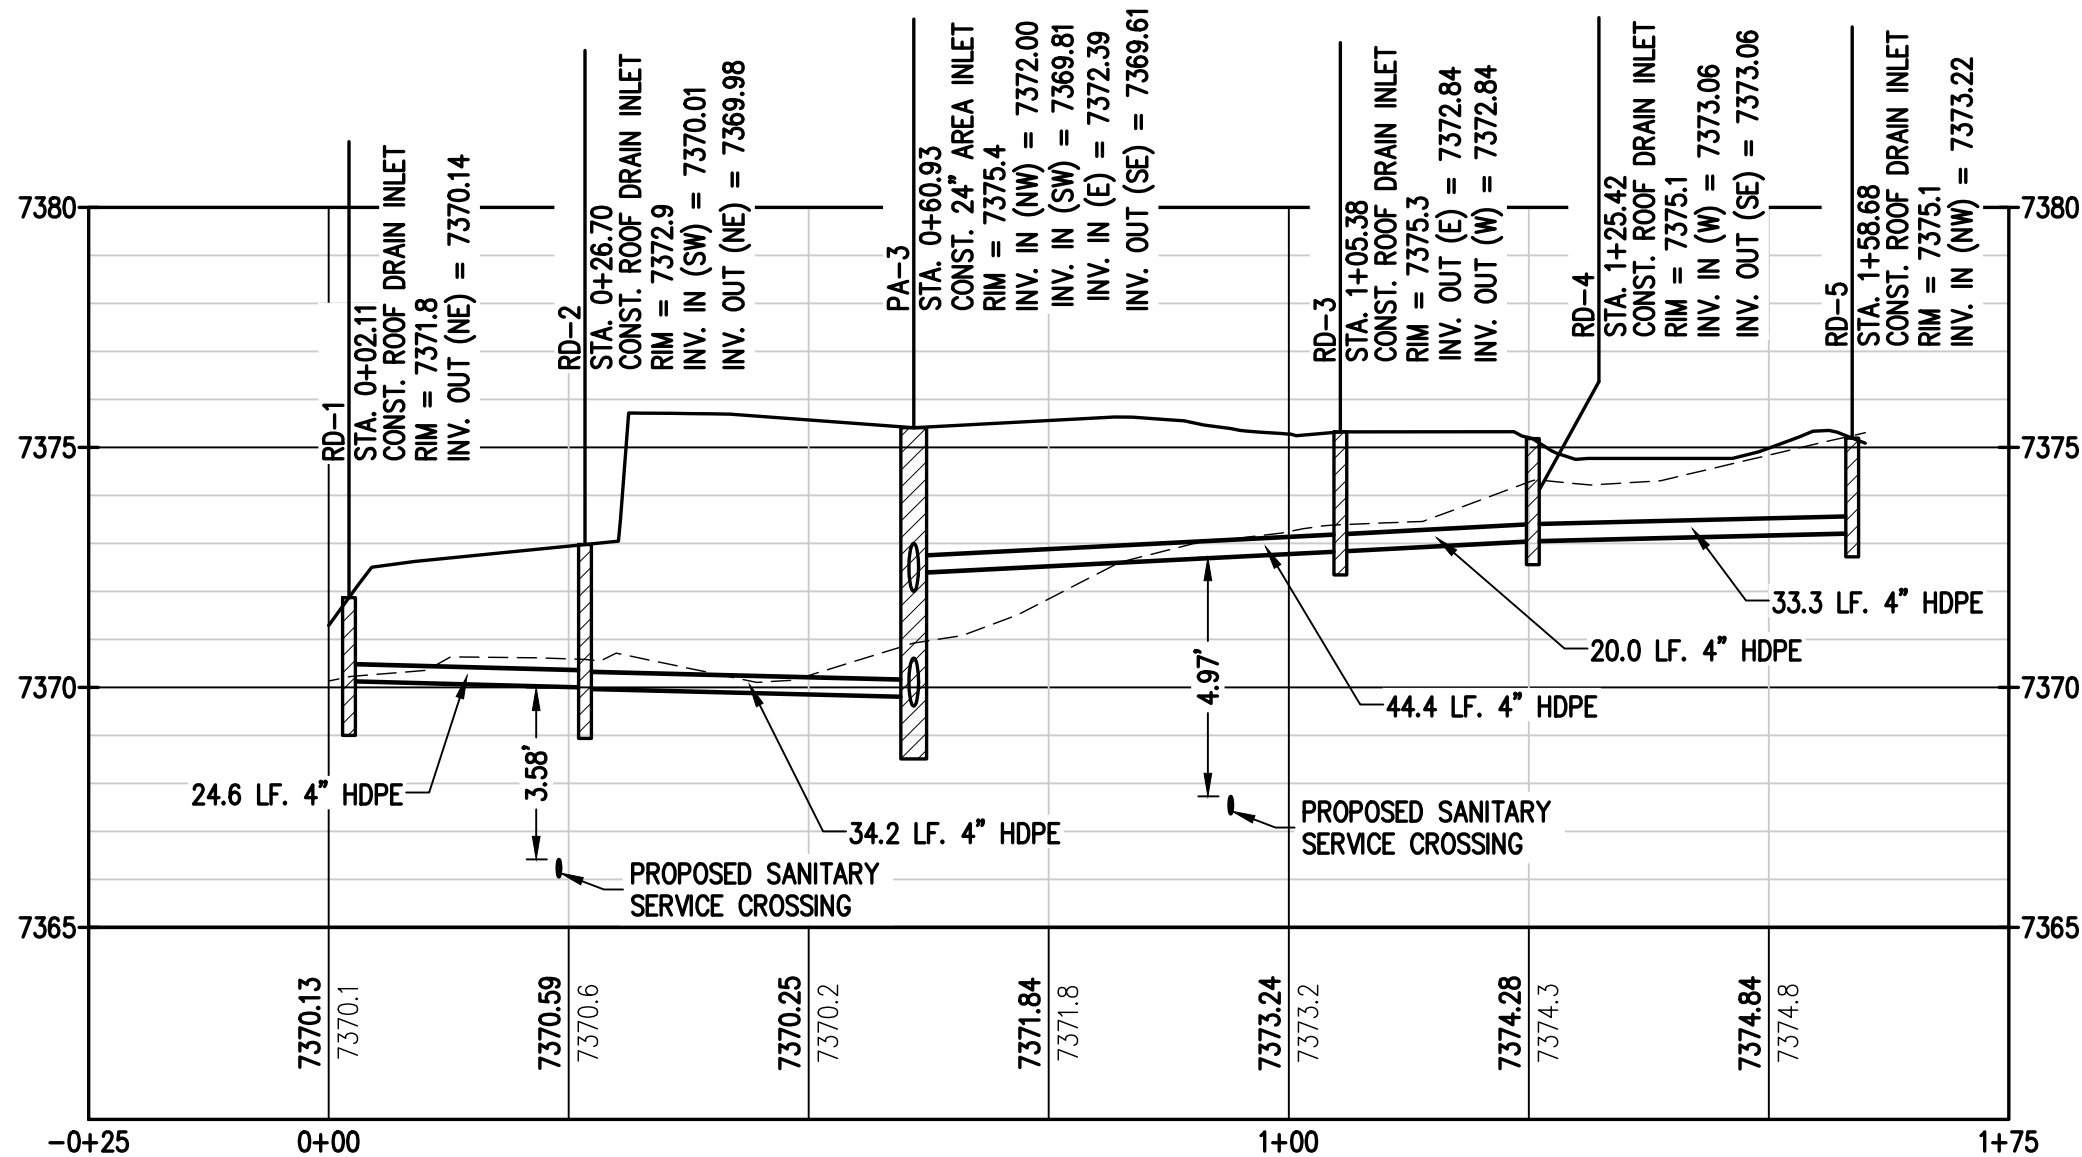 RD-1
STA. 0+02.11
CONST. ROOF DRAIN INLET
RIM = 7371.8
INV. OUT (NE) = 7370.14
RD-2
STA. 0+26.70
CONST. ROOF DRAIN INLET
RIM = 7372.9
INV. IN (SW) = 7370.01
INV. OUT (NE) = 7369.98
PA-3
STA. 0+60.93
CONST. 24" AREA INLET
RIM = 7375.4
INV. IN (NW) = 7372.00
INV. IN (SW) = 7369.81
INV. IN (E) = 7372.39
INV. OUT (SE) = 7369.61
RD-3
STA. 1+05.38
CONST. ROOF DRAIN INLET
RIM = 7375.3
INV. OUT (E) = 7372.84
INV. OUT (W) = 7372.84
RD-4
STA. 1+25.42
CONST. ROOF DRAIN INLET
RIM = 7375.1
INV. IN (W) = 7373.06
INV. OUT (SE) = 7373.06
RD-5
STA. 1+58.68
CONST. ROOF DRAIN INLET
RIM = 7375.1
INV. IN (NW) = 7373.22
7380
7380
7375
7375
7370
7370
7365
7365
33.3 LF. 4" HDPE
20.0 LF. 4" HDPE
44.4 LF. 4" HDPE
4.97'
24.6 LF. 4" HDPE
3.58'
34.2 LF. 4" HDPE
PROPOSED SANITARY
SERVICE CROSSING
PROPOSED SANITARY
SERVICE CROSSING
7370.13
7370.1
7370.59
7370.6
7370.25
7370.2
7371.84
7371.8
7373.24
7373.2
7374.28
7374.3
7374.84
7374.8
-0+25
0+00
1+00
1+75